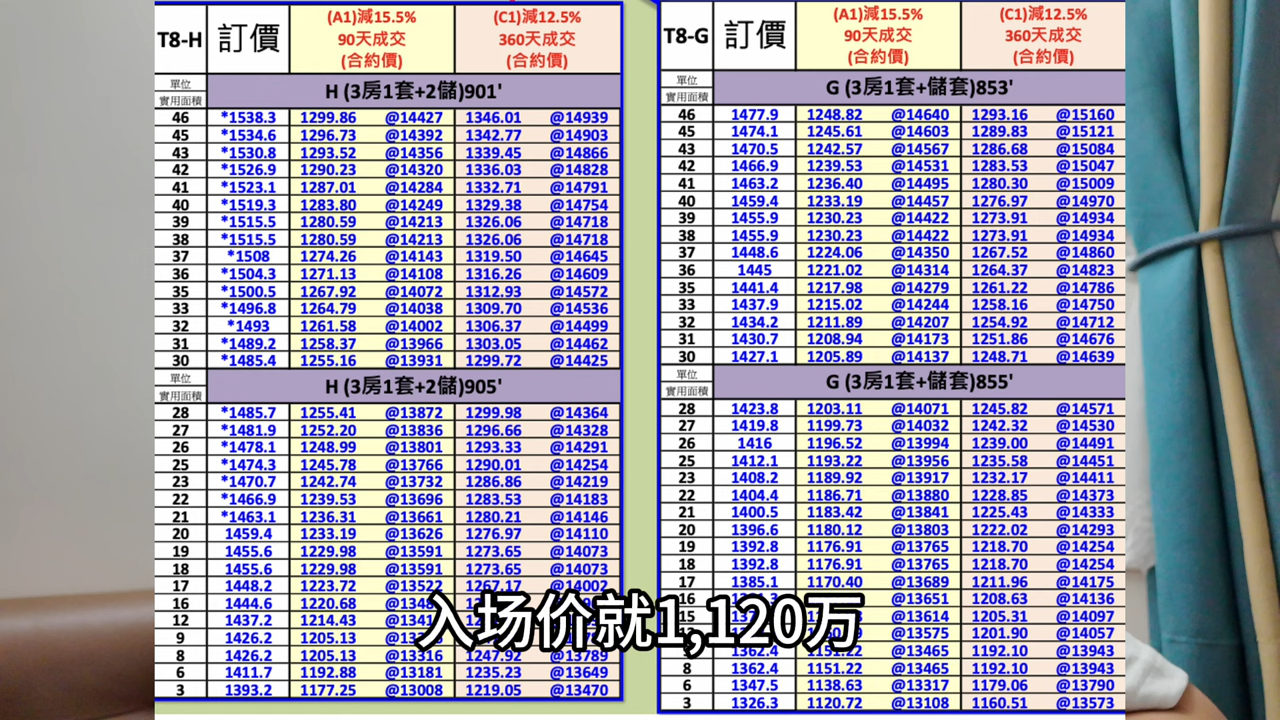 T8-H 訂價 (A1)減15.5% 90天成交 (合約價) (C1)減12.5% 360天成交 (合約價)
單位 實用面積 H (3房1套+2儲)901'
46 *1538.3 1299.86 @14427 1346.01 @14939
45 *1534.6 1296.73 @14392 1342.77 @14903
43 *1530.8 1293.52 @14356 1339.45 @14866
42 *1526.9 1290.23 @14320 1336.03 @14828
41 *1523.1 1287.01 @14284 1332.71 @14791
40 *1519.3 1283.80 @14249 1329.38 @14754
39 *1515.5 1280.59 @14213 1326.06 @14718
38 *1515.5 1280.59 @14213 1326.06 @14718
37 *1508 1274.26 @14143 1319.50 @14645
36 *1504.3 1271.13 @14108 1316.26 @14609
35 *1500.5 1267.92 @14072 1312.93 @14572
33 *1496.8 1264.79 @14038 1309.70 @14536
32 *1493 1261.58 @14002 1306.37 @14499
31 *1489.2 1258.37 @13966 1303.05 @14462
30 *1485.4 1255.16 @13931 1299.72 @14425
單位 實用面積 H (3房1套+2儲)905'
28 *1485.7 1255.41 @13872 1299.98 @14364
27 *1481.9 1252.20 @13836 1296.66 @14328
26 *1478.1 1248.99 @13801 1293.33 @14291
25 *1474.3 1245.78 @13766 1290.01 @14254
23 *1470.7 1242.74 @13732 1286.86 @14219
22 *1466.9 1239.53 @13696 1283.53 @14183
21 *1463.1 1236.31 @13661 1280.21 @14146
20 1459.4 1233.19 @13626 1276.97 @14110
19 1455.6 1229.98 @13591 1273.65 @14073
18 1455.6 1229.98 @13591 1273.65 @14073
17 1448.2 1223.72 @13522 1267.17 @14002
16 1444.6 1220.68
12 1437.2 1214.43
9 1426.2 1205.13
8 1426.2 1205.13 @13316 1247.92 @13789
6 1411.7 1192.88 @13181 1235.23 @13649
3 1393.2 1177.25 @13008 1219.05 @13470
T8-G 訂價 (A1)減15.5% 90天成交 (合約價) (C1)減12.5% 360天成交 (合約價)
單位 實用面積 G (3房1套+儲套)853'
46 1477.9 1248.82 @14640 1293.16 @15160
45 1474.1 1245.61 @14603 1289.83 @15121
43 1470.5 1242.57 @14567 1286.68 @15084
42 1466.9 1239.53 @14531 1283.53 @15047
41 1463.2 1236.40 @14495 1280.30 @15009
40 1459.4 1233.19 @14457 1276.97 @14970
39 1455.9 1230.23 @14422 1273.91 @14934
38 1455.9 1230.23 @14422 1273.91 @14934
37 1448.6 1224.06 @14350 1267.52 @14860
36 1445 1221.02 @14314 1264.37 @14823
35 1441.4 1217.98 @14279 1261.22 @14786
33 1437.9 1215.02 @14244 1258.16 @14750
32 1434.2 1211.89 @14207 1254.92 @14712
31 1430.7 1208.94 @14173 1251.86 @14676
30 1427.1 1205.89 @14137 1248.71 @14639
單位 實用面積 G (3房1套+儲套)855'
28 1423.8 1203.11 @14071 1245.82 @14571
27 1419.8 1199.73 @14032 1242.32 @14530
26 1416 1196.52 @13994 1239.00 @14491
25 1412.1 1193.22 @13956 1235.58 @14451
23 1408.2 1189.92 @13917 1232.17 @14411
22 1404.4 1186.71 @13880 1228.85 @14373
21 1400.5 1183.42 @13841 1225.43 @14333
20 1396.6 1180.12 @13803 1222.02 @14293
19 1392.8 1176.91 @13765 1218.70 @14254
18 1392.8 1176.91 @13765 1218.70 @14254
17 1385.1 1170.40 @13689 1211.96 @14175
16 @13651 1208.63 @14136
@13614 1205.31 @14097
@13575 1201.90 @14057
1362.4 1151.22 @13465 1192.10 @13943
8 1362.4 1151.22 @13465 1192.10 @13943
6 1347.5 1138.63 @13317 1179.06 @13790
3 1326.3 1120.72 @13108 1160.51 @13573
入场价就1,120万